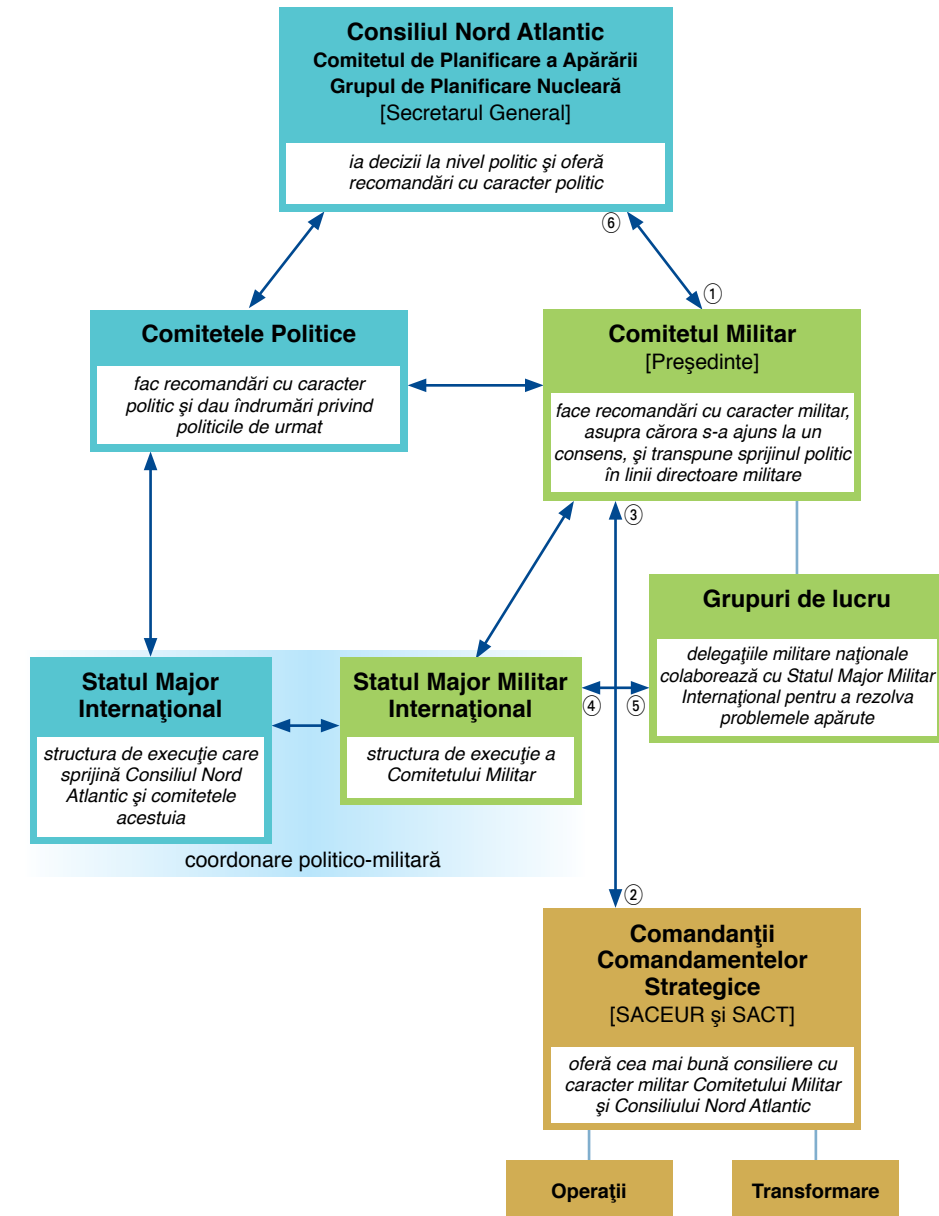 Consiliul Nord Atlantic
Comitetul de Planificare a Apărării
Grupul de Planificare Nucleară
[Secretarul General]
ia decizii la nivel politic şi oferă
recomandări cu caracter politic
⑥
①
Comitetele Politice
fac recomandări cu caracter
politic şi dau îndrumări privind
politicile de urmat
Comitetul Militar
[Preşedinte]
face recomandări cu caracter militar,
asupra cărora s-a ajuns la un
consens, şi transpune sprijinul politic
în linii directoare militare
③
Grupuri de lucru
delegaţiile militare naţionale
colaborează cu Statul Major Militar
Internaţional pentru a rezolva
problemele apărute
Statul Major
Internaţional
structura de execuţie care
sprijină Consiliul Nord
Atlantic şi comitetele
acestuia
Statul Major Militar
Internaţional
structura de execuţie a
Comitetului Militar
④
⑤
coordonare politico-militară
②
Comandanţii
Comandamentelor
Strategice
[SACEUR şi SACT]
oferă cea mai bună consiliere cu
caracter militar Comitetului Militar
şi Consiliului Nord Atlantic
Operaţii
Transformare